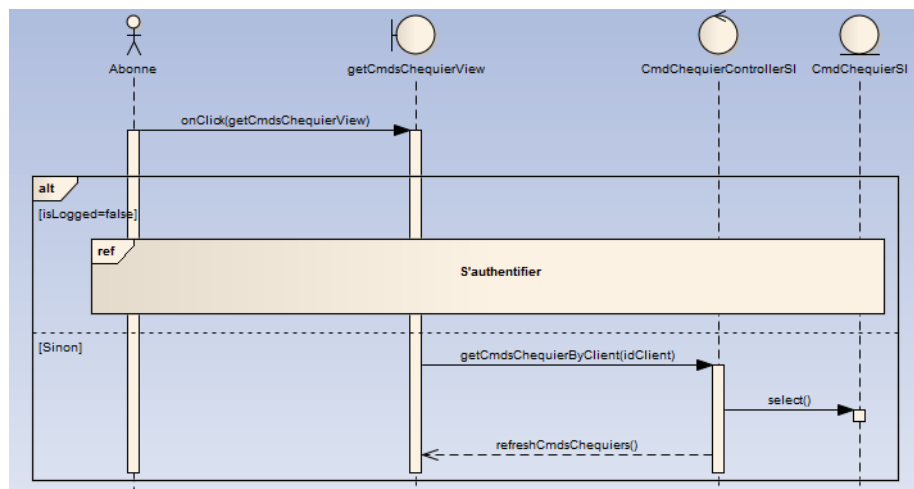 Abonne
getCmdsChequierView
CmdChequierControllerSI
CmdChequierSI
onClick(getCmdsChequierView)
alt
[isLogged=false]
ref
S'authentifier
[Sinon]
getCmdsChequierByClient(idClient)
select()
refreshCmdsChequiers()